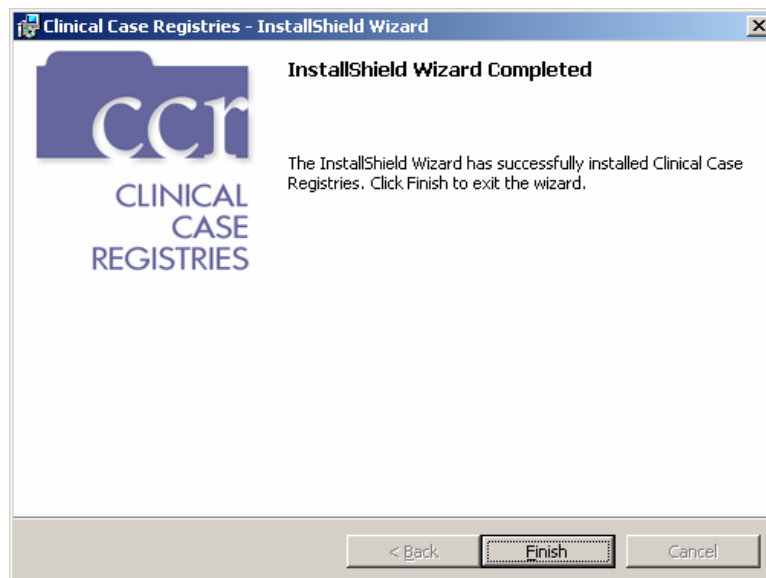 Clinical Case Registries - InstallShield Wizard
ccr
CLINICAL
CASE
REGISTRIES
InstallShield Wizard Completed
The InstallShield Wizard has successfully installed Clinical Case
Registries. Click Finish to exit the wizard.
< Back
Finish
Cancel